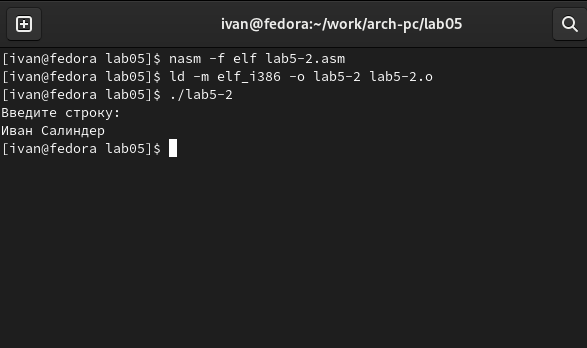 ivan@fedora:~/work/arch-pc/lab05
[ivan@fedora lab05]$ nasm -f elf lab5-2.asm
[ivan@fedora lab05]$ ld -m elf_i386 -o lab5-2 lab5-2.o
[ivan@fedora lab05]$ ./lab5-2
Введите строку:
Иван Салиндер
[ivan@fedora lab05]$